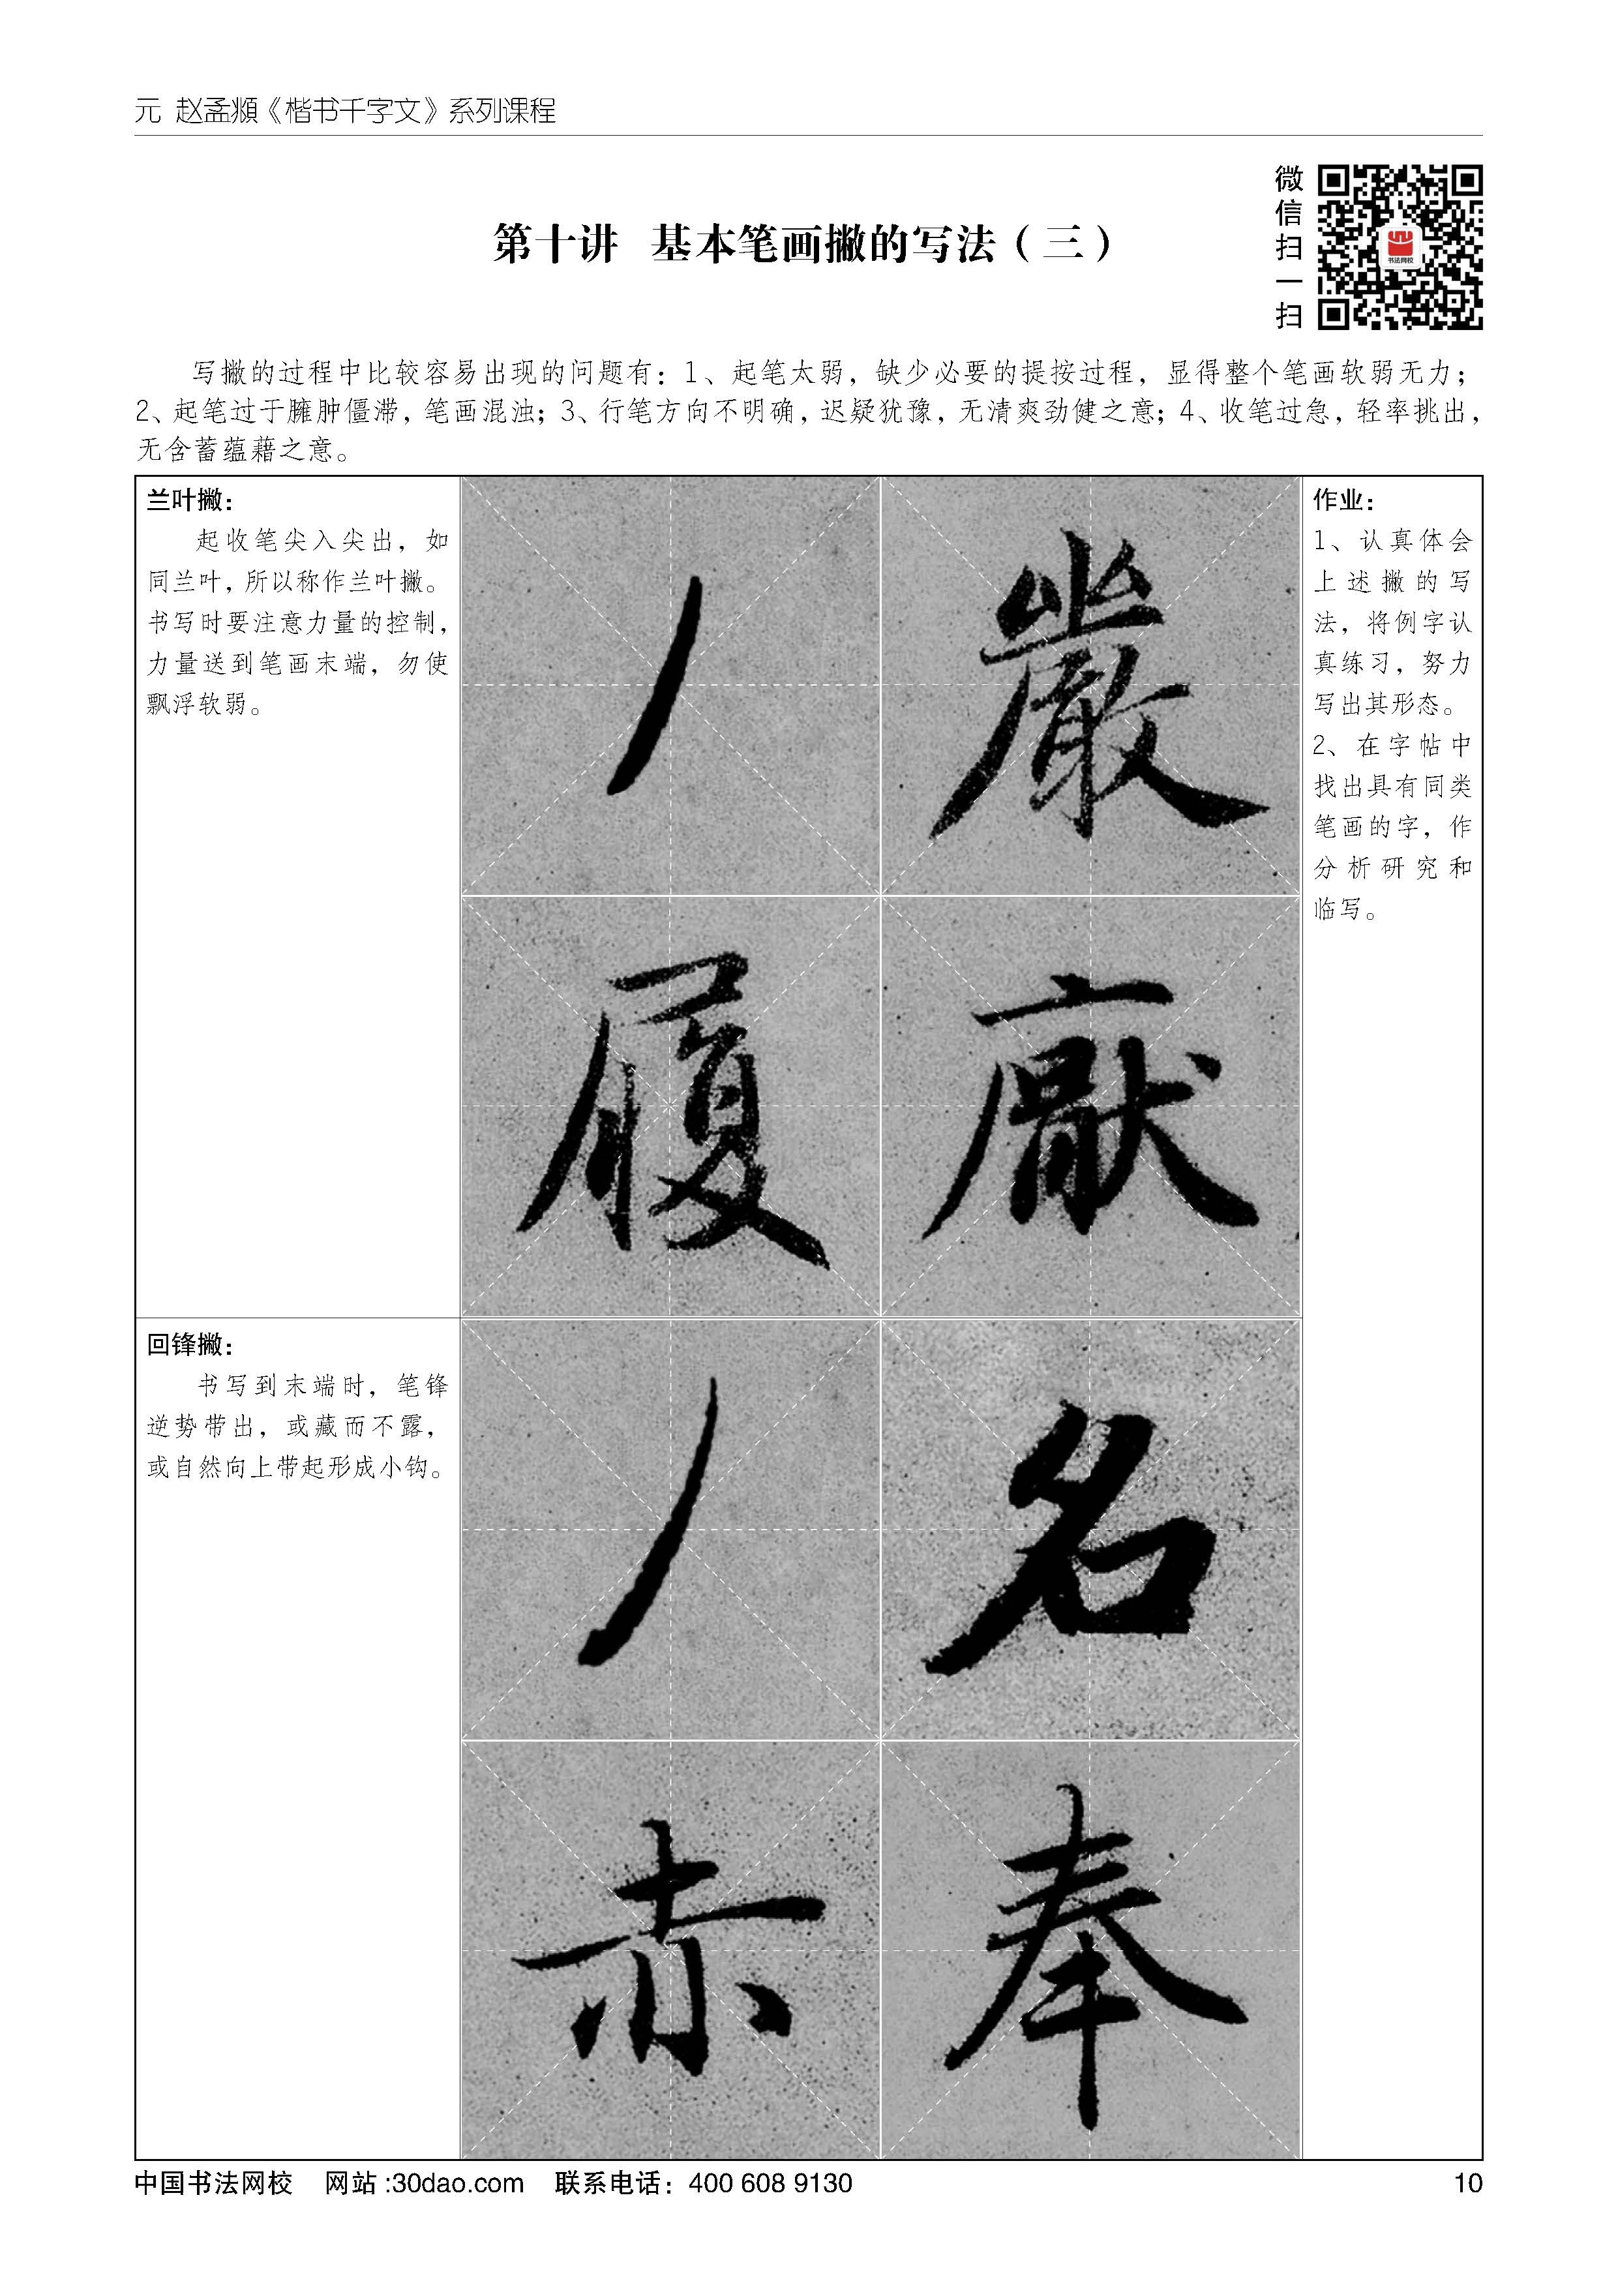 元 赵孟頫《楷书千字文》系列课程
微信扫一扫
书法网校
第十讲 基本笔画撇的写法（三）
写撇的过程中比较容易出现的问题有：1、起笔太弱，缺少必要的提按过程，显得整个笔画软弱无力；
2、起笔过于臃肿僵滞，笔画混浊；3、行笔方向不明确，迟疑犹豫，无清爽劲健之意；4、收笔过急，轻率挑出，
无含蓄蕴藉之意。
兰叶撇：
起收笔尖入尖出，如
同兰叶，所以称作兰叶撇。
书写时要注意力量的控制，
力量送到笔画末端，勿使
飘浮软弱。
丿 嚴
履 厭
回锋撇：
书写到末端时，笔锋
逆势带出，或藏而不露，
或自然向上带起形成小钩。
丿 名
赤 奉
作业：
1、认真体会
上述撇的写
法，将例字认
真练习，努力
写出其形态。
2、在字帖中
找出具有同类
笔画的字，作
分析研究和
临写。
中国书法网校 网站:30dao.com 联系电话：400 608 9130
10